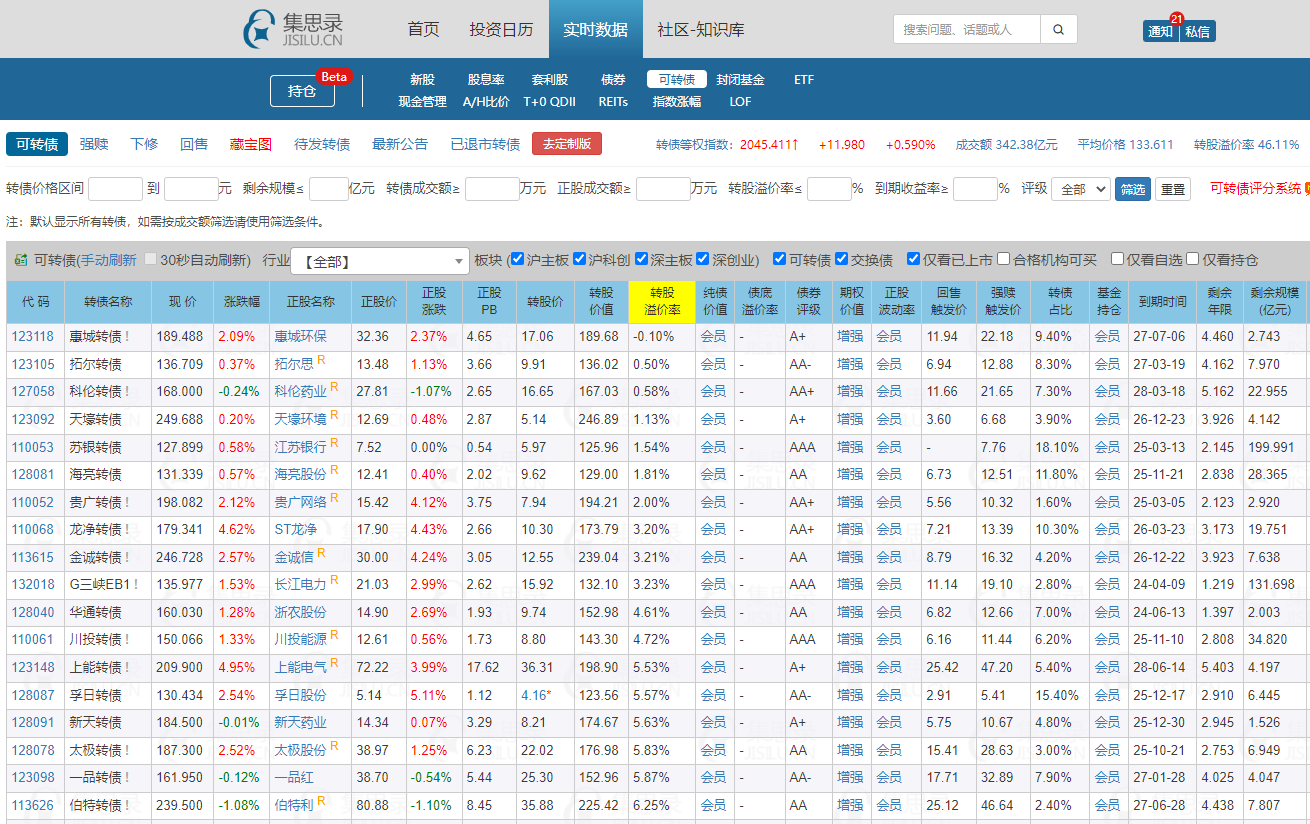 集思录
JISILU.CN
首页 投资日历 实时数据 社区-知识库
搜索问题、话题或人
通知 21 私信
持仓 Beta
新股 股息率 套利股 债券 可转债 封闭基金 ETF
现金管理 A/H比价 T+0 QDII REITs 指数涨幅 LOF
可转债 强赎 下修 回售 藏宝图 待发转债 最新公告 已退市转债 去定制版 转债等权指数：2045.411↑ +11.980 +0.590% 成交额 342.38亿元 平均价格 133.611 转股溢价率 46.11%
转债价格区间 到 元 剩余规模≤ 亿元 转债成交额≥ 万元 正股成交额≥ 万元 转股溢价率≤ % 到期收益率≥ % 评级 全部 筛选 重置 可转债评分系统
注：默认显示所有转债，如需按成交额筛选请使用筛选条件。
可转债(手动刷新 30秒自动刷新) 行业 【全部】 板块 (沪主板 沪科创 深主板 深创业) 可转债 交换债 仅看已上市 合格机构可买 仅看自选 仅看持仓
代 码 转债名称 现 价 涨跌幅 正股名称 正股价 正股涨跌 正股PB 转股价 转股价值 转股溢价率 纯债价值 债底溢价率 债券评级 期权价值 正股波动率 回售触发价 强赎触发价 转债占比 基金持仓 到期时间 剩余年限 剩余规模(亿元)
123118 惠城转债! 189.488 2.09% 惠城环保 32.36 2.37% 4.65 17.06 189.68 -0.10% 会员 - A+ 增强 会员 11.94 22.18 9.40% 会员 27-07-06 4.460 2.743
123105 拓尔转债 136.709 0.37% 拓尔思 R 13.48 1.13% 3.66 9.91 136.02 0.50% 会员 - AA- 增强 会员 6.94 12.88 8.30% 会员 27-03-19 4.162 7.970
127058 科伦转债! 168.000 -0.24% 科伦药业 R 27.81 -1.07% 2.65 16.65 167.03 0.58% 会员 - AA+ 增强 会员 11.66 21.65 7.30% 会员 28-03-18 5.162 22.955
123092 天壕转债! 249.688 0.20% 天壕环境 R 12.69 0.48% 2.87 5.14 246.89 1.13% 会员 - A+ 增强 会员 3.60 6.68 3.90% 会员 26-12-23 3.926 4.142
110053 苏银转债! 127.899 0.58% 江苏银行 R 7.52 0.00% 0.54 5.97 125.96 1.54% 会员 - AAA 增强 会员 - 7.76 18.10% 会员 25-03-13 2.145 199.991
128081 海亮转债! 131.339 0.57% 海亮股份 R 12.41 0.40% 2.02 9.62 129.00 1.81% 会员 - AA 增强 会员 6.73 12.51 11.80% 会员 25-11-21 2.838 28.365
110052 贵广转债! 198.082 2.12% 贵广网络 R 15.42 4.12% 3.75 7.94 194.21 2.00% 会员 - AA+ 增强 会员 5.56 10.32 1.60% 会员 25-03-05 2.123 2.920
110068 龙净转债! 179.341 4.62% ST龙净 17.90 4.43% 2.66 10.30 173.79 3.20% 会员 - AA+ 增强 会员 7.21 13.39 10.30% 会员 26-03-23 3.173 19.751
113615 金诚转债! 246.728 2.57% 金诚信 R 30.00 4.24% 3.05 12.55 239.04 3.21% 会员 - AA 增强 会员 8.79 16.32 4.20% 会员 26-12-22 3.923 7.638
132018 G三峡EB1! 135.977 1.53% 长江电力 R 21.03 2.99% 2.62 15.92 132.10 3.23% 会员 - AAA 增强 会员 11.14 19.10 2.80% 会员 24-04-09 1.219 131.698
128040 华通转债 160.030 1.28% 浙农股份 14.90 2.69% 1.93 9.74 152.98 4.61% 会员 - AA 增强 会员 6.82 12.66 7.00% 会员 24-06-13 1.397 2.003
110061 川投转债! 150.066 1.33% 川投能源 R 12.61 0.56% 1.73 8.80 143.30 4.72% 会员 - AAA 增强 会员 6.16 11.44 6.20% 会员 25-11-10 2.808 34.820
123148 上能转债! 209.900 4.95% 上能电气 R 72.22 3.99% 17.62 36.31 198.90 5.53% 会员 - A+ 增强 会员 25.42 47.20 5.40% 会员 28-06-14 5.403 4.197
128087 孚日转债 130.434 2.54% 孚日股份 5.14 5.11% 1.12 4.16* 123.56 5.57% 会员 - AA- 增强 会员 2.91 5.41 15.40% 会员 25-12-17 2.910 6.445
128091 新天转债 184.500 -0.01% 新天药业 14.34 0.07% 3.29 8.21 174.67 5.63% 会员 - A+ 增强 会员 5.75 10.67 4.80% 会员 25-12-30 2.945 1.526
128078 太极转债! 187.300 2.52% 太极股份 R 38.97 1.25% 6.23 22.02 176.98 5.83% 会员 - AA 增强 会员 15.41 28.63 3.00% 会员 25-10-21 2.753 6.949
123098 一品转债! 161.950 -0.12% 一品红 38.70 -0.54% 5.44 25.30 152.96 5.87% 会员 - AA- 增强 会员 17.71 32.89 7.90% 会员 27-01-28 4.025 4.047
113626 伯特转债! 239.500 -1.08% 伯特利 R 80.88 -1.10% 8.45 35.88 225.42 6.25% 会员 - AA 增强 会员 25.12 46.64 2.40% 会员 27-06-28 4.438 7.807